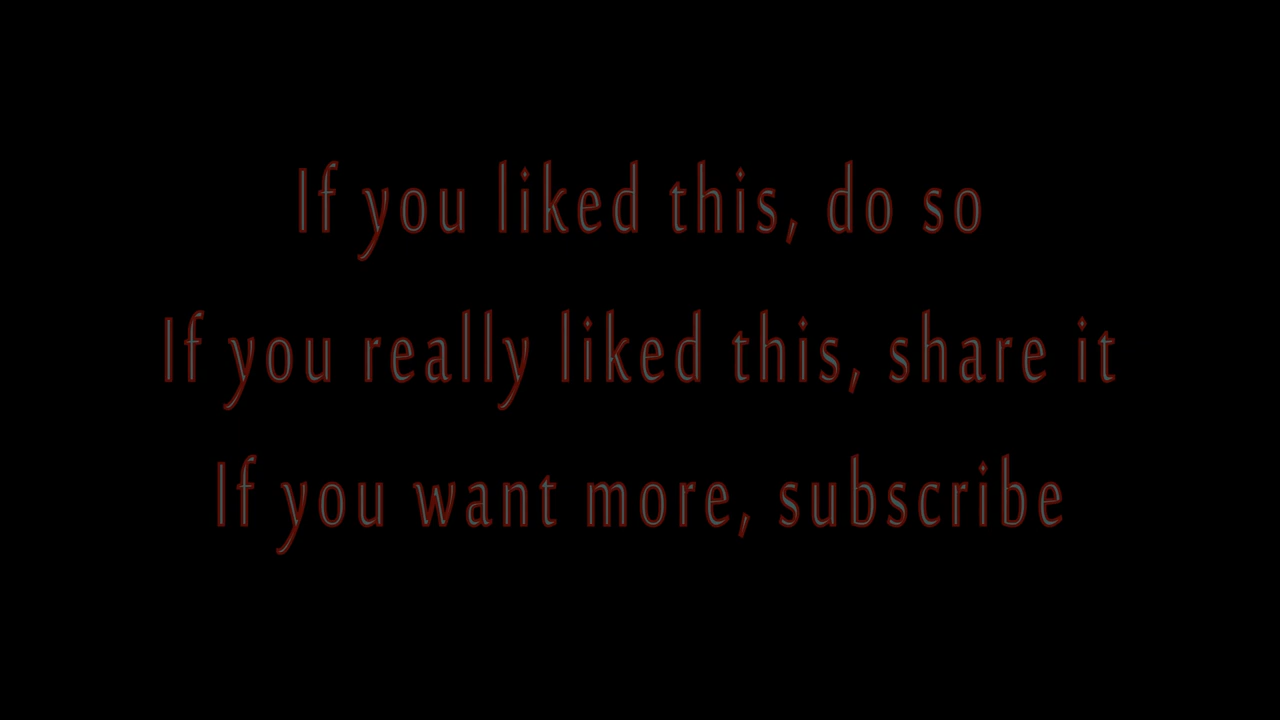 If you liked this, do so
If you really liked this, share it
If you want more, subscribe